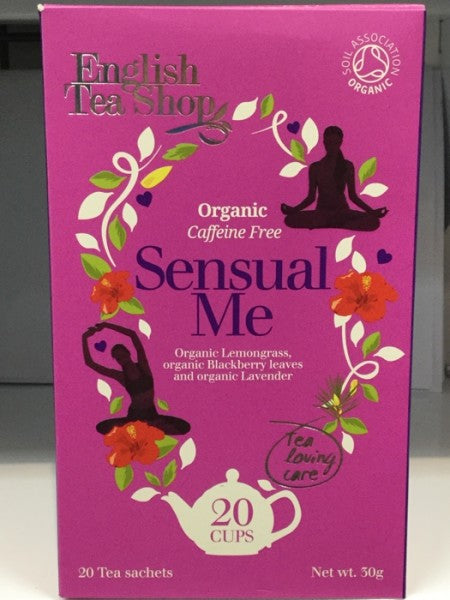 English
Tea Shop
SOIL ASSOCIATION
ORGANIC
Organic
Caffeine Free
Sensual
Me
Organic Lemongrass,
organic Blackberry leaves
and organic Lavender
Tea
loving
care
20
CUPS
20 Tea sachets
Net wt. 30g